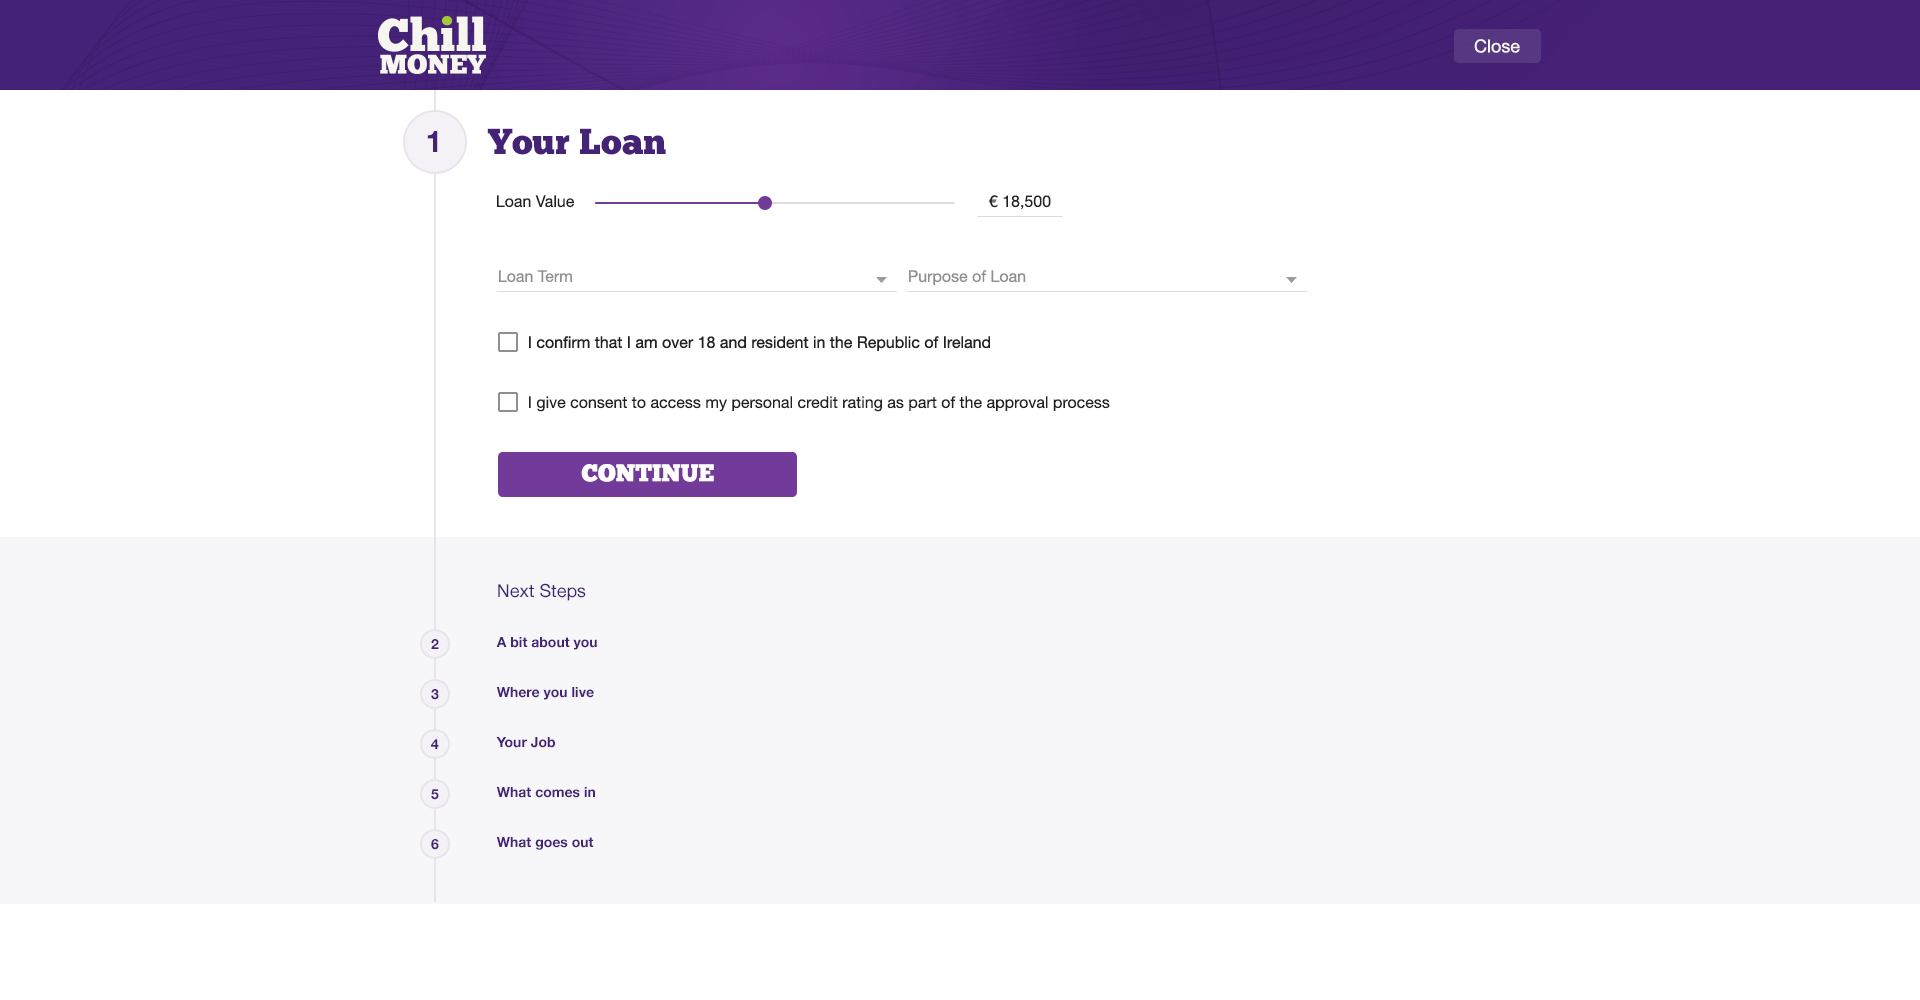 Chill
MONEY
Close
1
Your Loan
Loan Value
€ 18,500
Loan Term
Purpose of Loan
I confirm that I am over 18 and resident in the Republic of Ireland
I give consent to access my personal credit rating as part of the approval process
CONTINUE
Next Steps
2 A bit about you
3 Where you live
4 Your Job
5 What comes in
6 What goes out